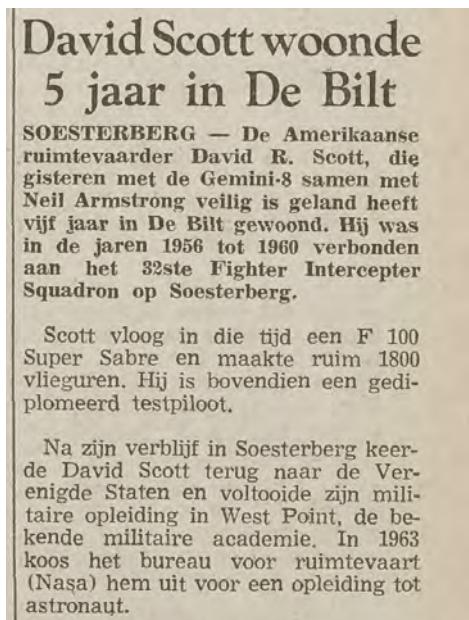 David Scott woonde
5 jaar in De Bilt
SOESTERBERG — De Amerikaanse
ruimtevaarder David R. Scott, die
gisteren met de Gemini-8 samen met
Neil Armstrong veilig is geland heeft
vijf jaar in De Bilt gewoond. Hij was
in de jaren 1956 tot 1960 verbonden
aan het 32ste Fighter Intercepter
Squadron op Soesterberg.
Scott vloog in die tijd een F 100
Super Sabre en maakte ruim 1800
vlieguren. Hij is bovendien een gedi-
plomeerd testpiloot.
Na zijn verblijf in Soesterberg keer-
de David Scott terug naar de Ver-
enigde Staten en voltooide zijn mili-
taire opleiding in West Point, de be-
kende militaire academie. In 1963
koos het bureau voor ruimtevaart
(Nasa) hem uit voor een opleiding tot
astronaut.